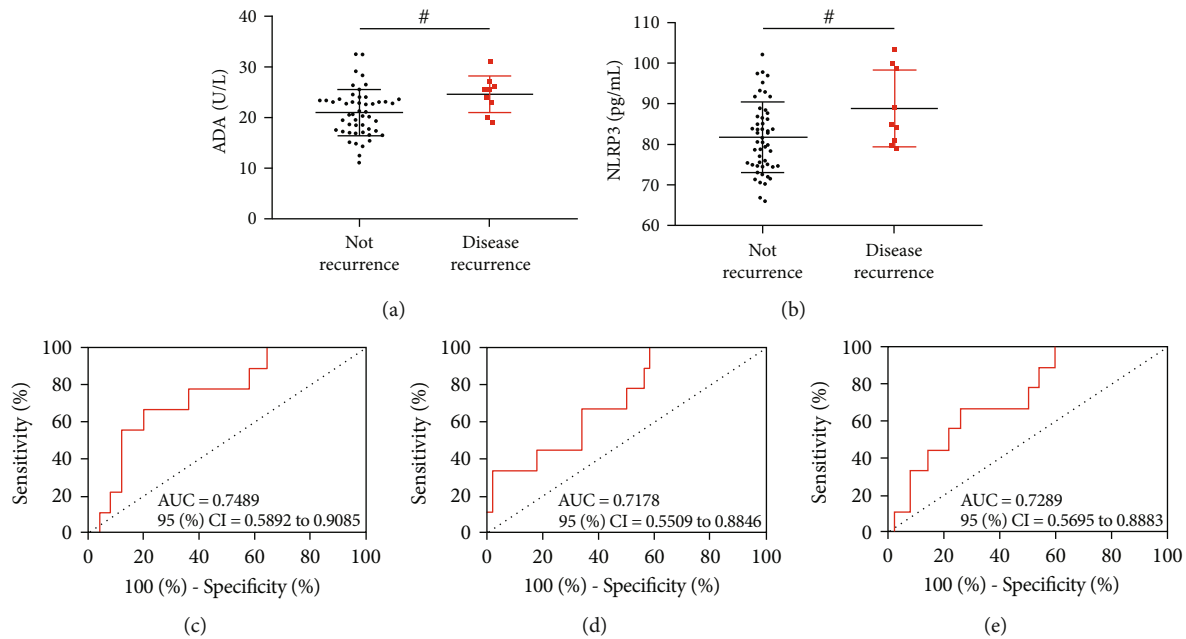 #
40
30
20
10
0
ADA (U/L)
Not
recurrence
Disease
recurrence
(a)
#
110
100
90
80
70
60
NLRP3 (pg/mL)
Not
recurrence
Disease
recurrence
(b)
100
80
60
40
20
0
Sensitivity (%)
AUC = 0.7489
95 (%) CI = 0.5892 to 0.9085
0 20 40 60 80 100
100 (%) - Specificity (%)
(c)
100
80
60
40
20
0
Sensitivity (%)
AUC = 0.7178
95 (%) CI = 0.5509 to 0.8846
0 20 40 60 80 100
100 (%) - Specificity (%)
(d)
100
80
60
40
20
0
Sensitivity (%)
AUC = 0.7289
95 (%) CI = 0.5695 to 0.8883
0 20 40 60 80 100
100 (%) - Specificity (%)
(e)